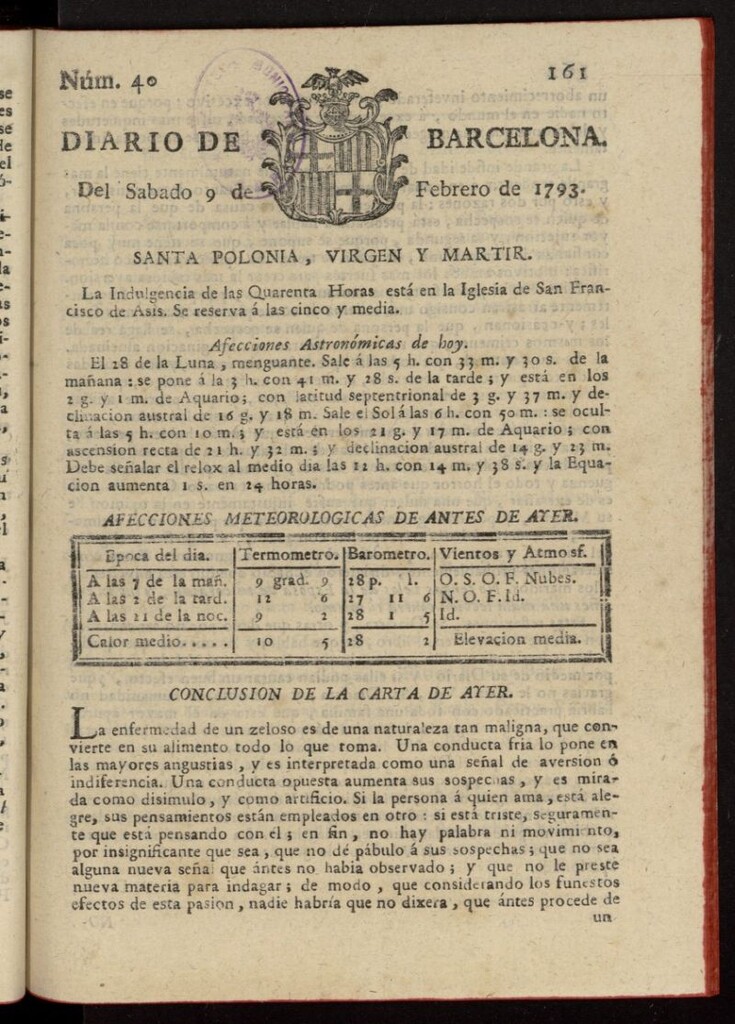 Núm. 40
161
DIARIO DE BARCELONA.
Del Sabado 9 de Febrero de 1793.
SANTA POLONIA, VIRGEN Y MARTIR.
La Indulgencia de las Quarenta Horas está en la Iglesia de San Fran-
cisco de Asis. Se reserva á las cinco y media.
Afecciones Astronómicas de hoy.
El 28 de la Luna, menguante. Sale á las 5 h. con 33 m. y 30 s. de la
mañana: se pone á la 3 h. con 41 m. y 28 s. de la tarde; y está en los
2 g. y 1 m. de Aquario; con latitud septentrional de 3 g. y 37 m. y de-
clinacion austral de 16 g. y 18 m. Sale el Sol á las 6 h. con 50 m.: se ocul-
ta á las 5 h. con 10 m.; y está en los 21 g. y 17 m. de Aquario; con
ascension recta de 21 h. y 32 m.; y declinacion austral de 14 g. y 23 m.
Debe señalar el relox al medio dia las 12 h. con 14 m. y 38 s. y la Equa-
cion aumenta 1 s. en 24 horas.
AFECCIONES METEOROLOGICAS DE ANTES DE AYER.
Epoca del dia. Termometro. Barometro. Vientos y Atmosf.
A las 7 de la mañ. 9 grad. 9 28 p. l. O. S. O. F. Nubes.
A las 2 de la tard. 12 6 27 11 6 N. O. F. Id.
A las 11 de la noc. 9 2 28 1 5 Id.
Calor medio..... 10 5 28 2 Elevacion media.
CONCLUSION DE LA CARTA DE AYER.
La enfermedad de un zeloso es de una naturaleza tan maligna, que con-
vierte en su alimento todo lo que toma. Una conducta fria lo pone en
las mayores angustias, y es interpretada como una señal de aversion ó
indiferencia. Una conducta opuesta aumenta sus sospechas, y es mira-
da como disimulo, y como artificio. Si la persona á quien ama, está ale-
gre, sus pensamientos están empleados en otro: si está triste, seguramen-
te que está pensando con él; en fin, no hay palabra ni movimiento,
por insignificante que sea, que no dé pábulo á sus sospechas; que no sea
alguna nueva señal que ántes no habia observado; y que no le preste
nueva materia para indagar; de modo, que considerando los funestos
efectos de esta pasion, nadie habría que no dixera, que ántes procede de
un